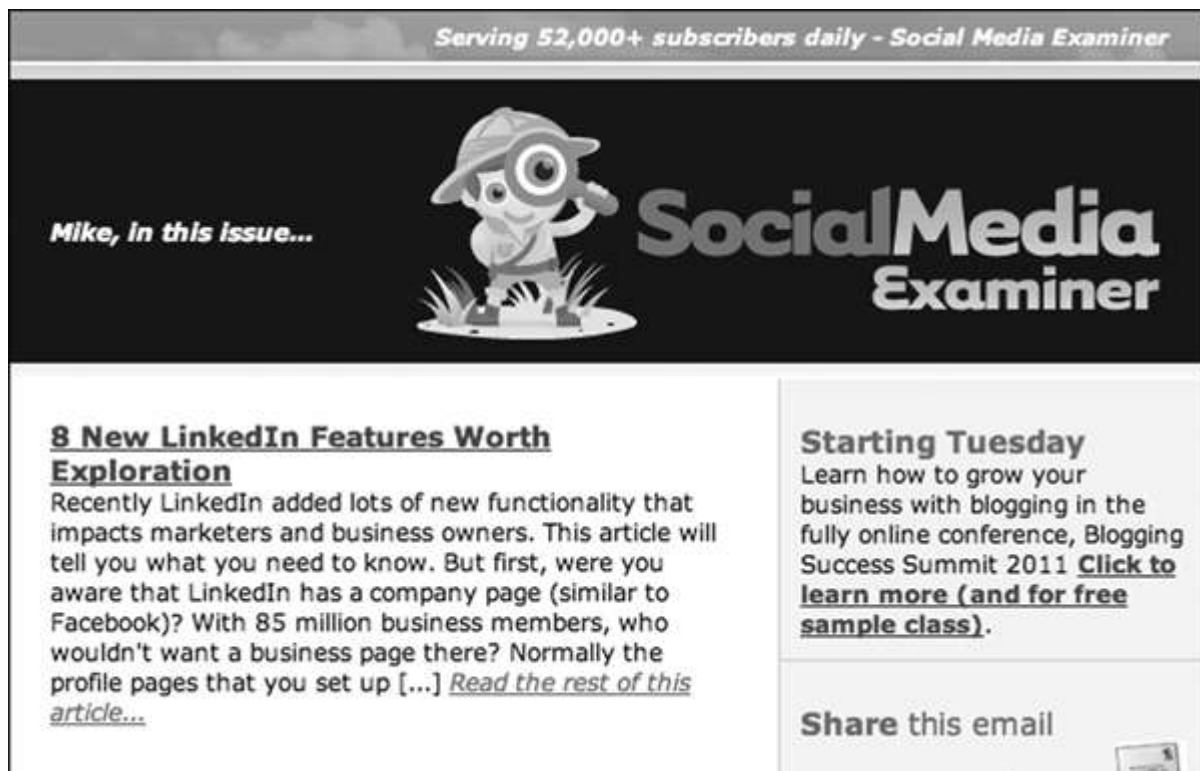 Serving 52,000+ subscribers daily - Social Media Examiner
Mike, in this issue...
SocialMedia
Examiner
8 New LinkedIn Features Worth
Exploration
Recently LinkedIn added lots of new functionality that
impacts marketers and business owners. This article will
tell you what you need to know. But first, were you
aware that LinkedIn has a company page (similar to
Facebook)? With 85 million business members, who
wouldn't want a business page there? Normally the
profile pages that you set up [...] Read the rest of this
article...
Starting Tuesday
Learn how to grow your
business with blogging in the
fully online conference, Blogging
Success Summit 2011 Click to
learn more (and for free
sample class).
Share this email